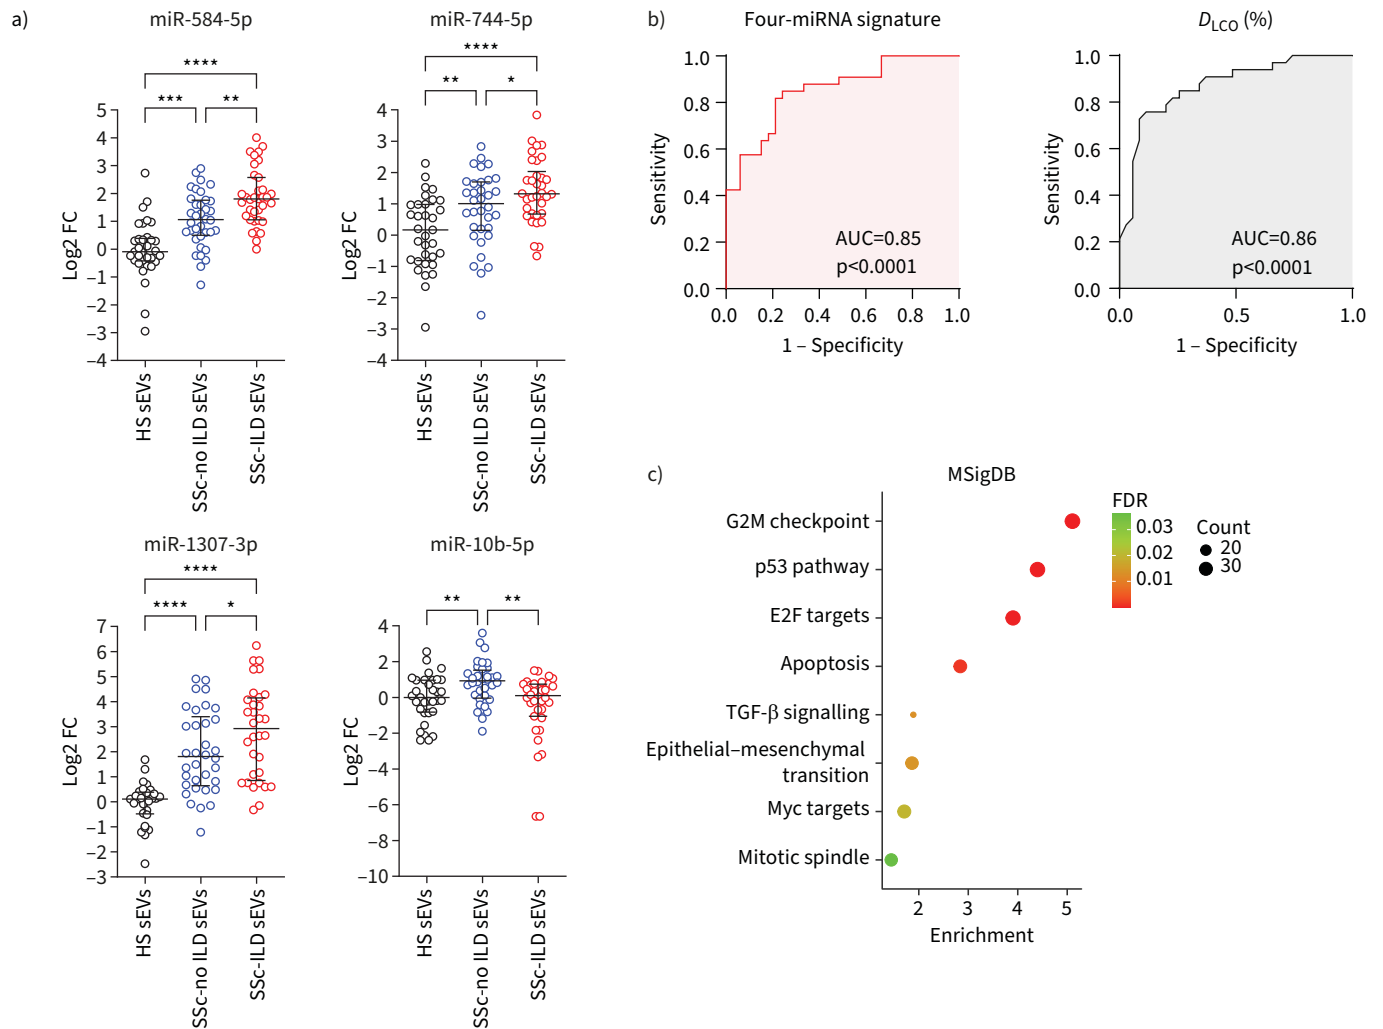 a)
miR-584-5p
****
***
**
Log2 FC
5
4
3
2
1
0
–1
–2
–3
–4
HS sEVs
SSc-no ILD sEVs
SSc-ILD sEVs
miR-744-5p
****
**
*
Log2 FC
4
3
2
1
0
–1
–2
–3
–4
HS sEVs
SSc-no ILD sEVs
SSc-ILD sEVs
miR-1307-3p
****
****
*
Log2 FC
7
6
5
4
3
2
1
0
–1
–2
–3
HS sEVs
SSc-no ILD sEVs
SSc-ILD sEVs
miR-10b-5p
**
**
Log2 FC
4
2
0
–2
–4
–6
–8
–10
HS sEVs
SSc-no ILD sEVs
SSc-ILD sEVs
b)
Four-miRNA signature
Sensitivity
1.0
0.8
0.6
0.4
0.2
0.0
AUC=0.85
p<0.0001
0.0 0.2 0.4 0.6 0.8 1.0
1 – Specificity
DLCO (%)
Sensitivity
1.0
0.8
0.6
0.4
0.2
0.0
AUC=0.86
p<0.0001
0.0 0.5 1.0
1 – Specificity
c)
MSigDB
G2M checkpoint
p53 pathway
E2F targets
Apoptosis
TGF-β signalling
Epithelial–mesenchymal
transition
Myc targets
Mitotic spindle
2 3 4 5
Enrichment
FDR
0.03
0.02
0.01
Count
20
30